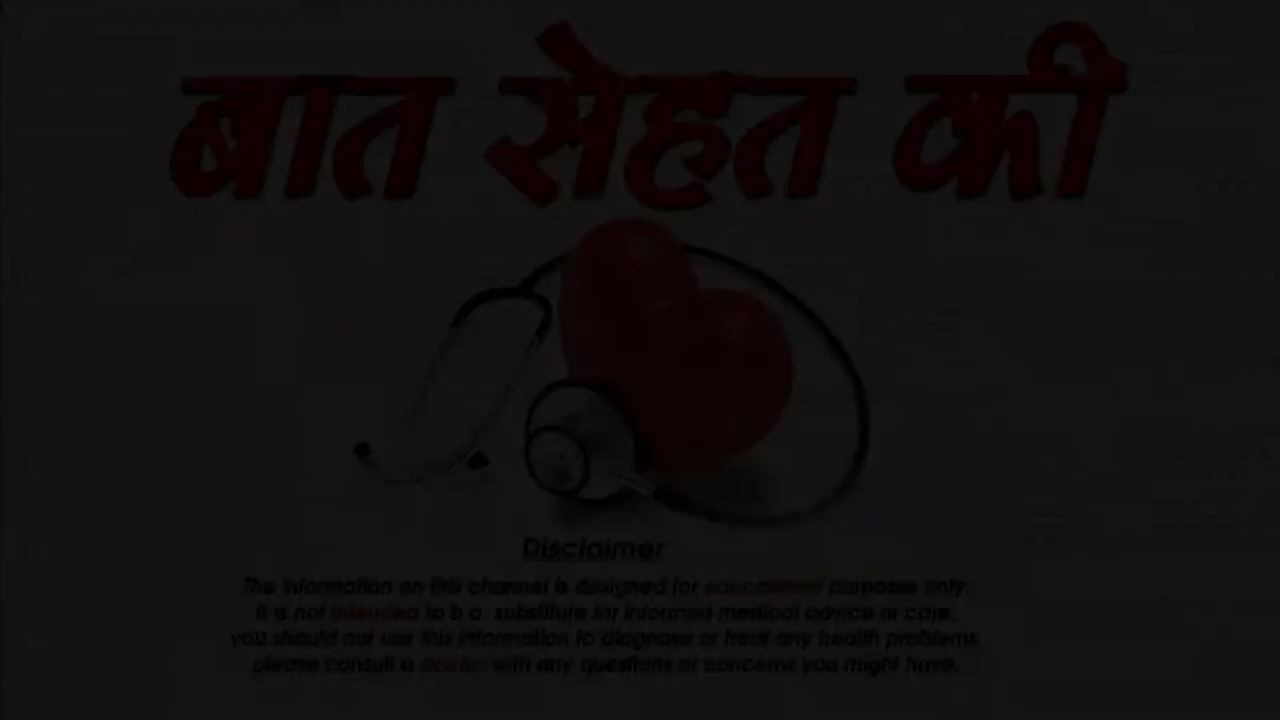 बात सेहत की
Disclaimer
The information on this channel is designed for educational purposes only.
It is not intended to b a substitute for informed medical advice or care.
you should not use this information to diagnose or treat any health problems
please consult a doctor with any questions or concerns you might have.